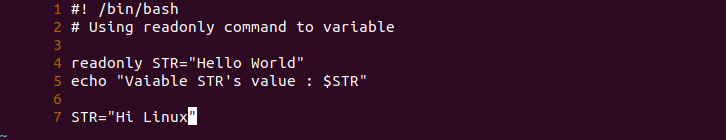 1 #! /bin/bash
2 # Using readonly command to variable
3
4 readonly STR="Hello World"
5 echo "Vaiable STR's value : $STR"
6
7 STR="Hi Linux"
~